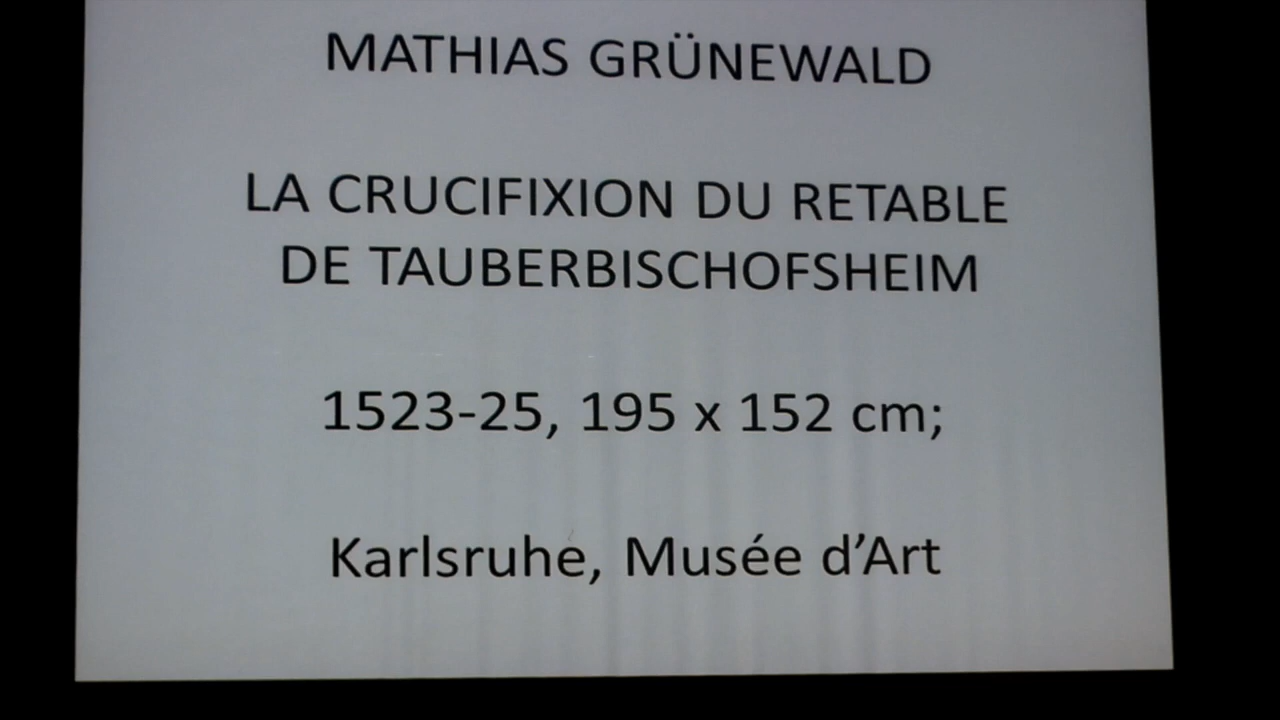 MATHIAS GRÜNEWALD
LA CRUCIFIXION DU RETABLE
DE TAUBERBISCHOFSHEIM
1523-25, 195 x 152 cm;
Karlsruhe, Musée d’Art